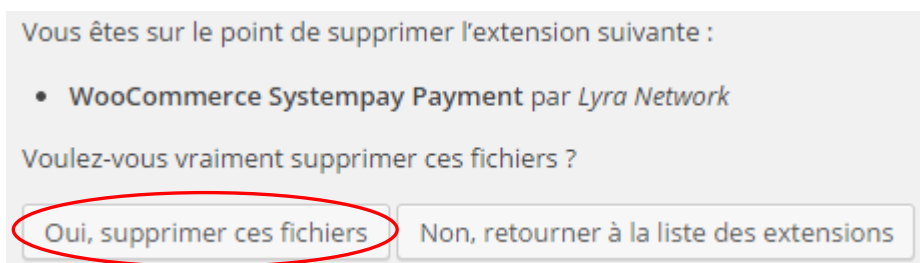 Vous êtes sur le point de supprimer l'extension suivante :
• WooCommerce Systempay Payment par Lyra Network
Voulez-vous vraiment supprimer ces fichiers ?
Oui, supprimer ces fichiers Non, retourner à la liste des extensions